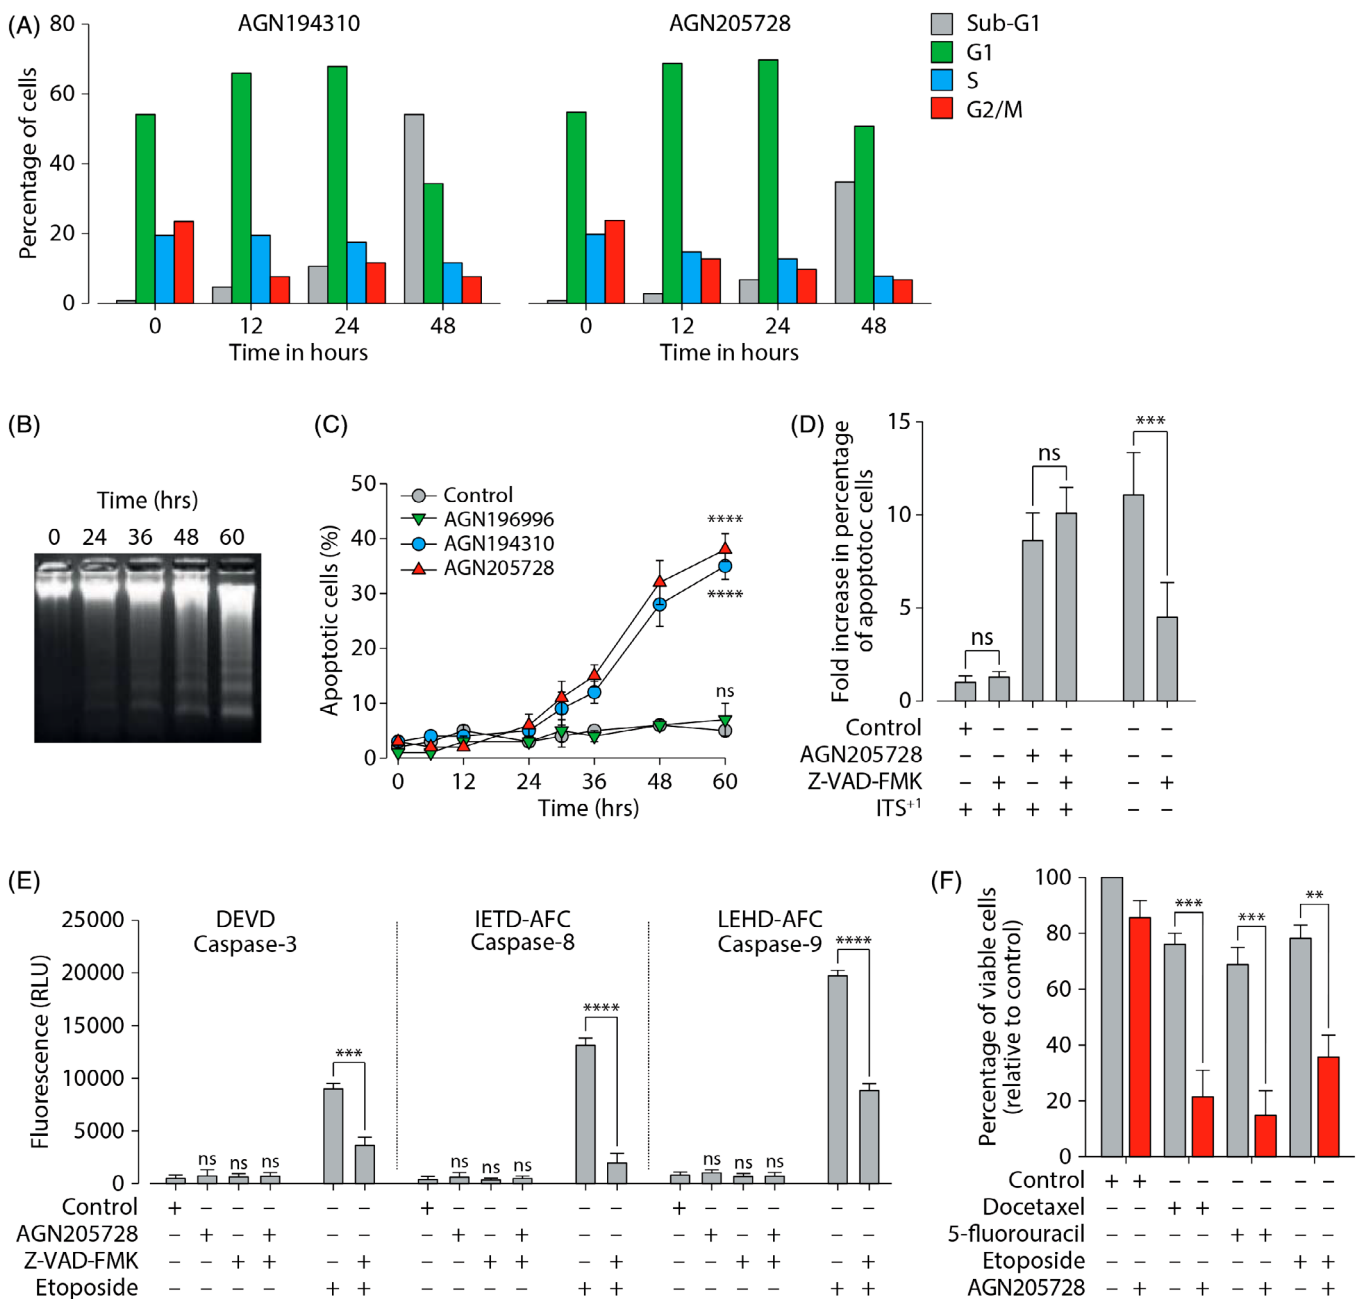 (A)
AGN194310
AGN205728
Sub-G1
G1
S
G2/M
Percentage of cells
80
60
40
20
0
0 12 24 48
Time in hours
0 12 24 48
Time in hours
(B)
Time (hrs)
0 24 36 48 60
(C)
Apoptotic cells (%)
50
40
30
20
10
0
Control
AGN196996
AGN194310
AGN205728
****
****
ns
0 12 24 36 48 60
Time (hrs)
(D)
Fold increase in percentage
of apoptotoc cells
15
10
5
0
ns
ns
***
Control + – – – – –
AGN205728 – – + + – –
Z-VAD-FMK – + – + – +
ITS+1 + + + + – –
(E)
Fluorescence (RLU)
25000
20000
15000
10000
5000
0
DEVD
Caspase-3
IETD-AFC
Caspase-8
LEHD-AFC
Caspase-9
ns ns ns ***
ns ns ns ****
ns ns ns ****
Control + – – – – – + – – – – – + – – – – –
AGN205728 – + – + – – – + – + – – – + – + – –
Z-VAD-FMK – – + + – + – – + + – + – – + + – +
Etoposide – – – – + + – – – – + + – – – – + +
(F)
Percentage of viable cells
(relative to control)
100
80
60
40
20
0
*** *** **
Control + + – – – – – –
Docetaxel – – + + – – – –
5-fluorouracil – – – – + + – –
Etoposide – – – – – – + +
AGN205728 – + – + – + – +